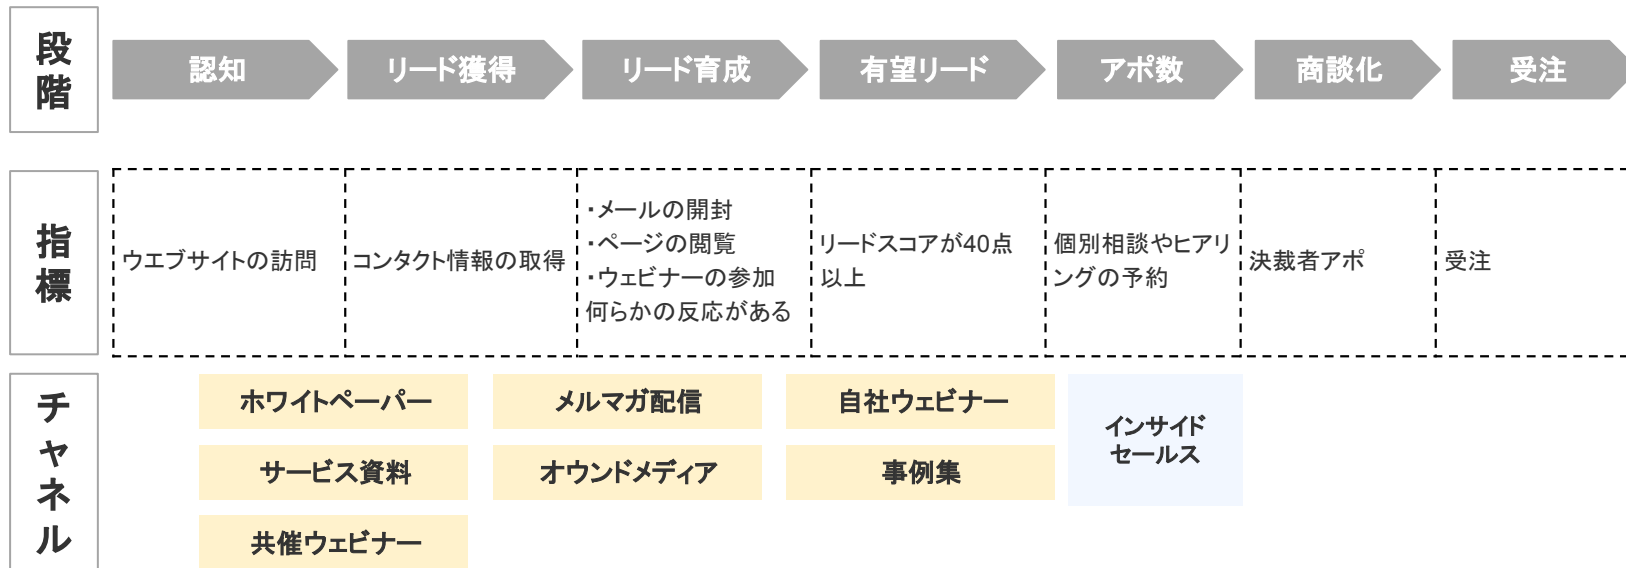 段階
認知
リード獲得
リード育成
有望リード
アポ数
商談化
受注
指標
ウエブサイトの訪問
コンタクト情報の取得
・メールの開封
・ページの閲覧
・ウェビナーの参加
何らかの反応がある
リードスコアが40点
以上
個別相談やヒアリ
ングの予約
決裁者アポ
受注
チャネル
ホワイトペーパー
メルマガ配信
自社ウェビナー
インサイド
セールス
サービス資料
オウンドメディア
事例集
共催ウェビナー